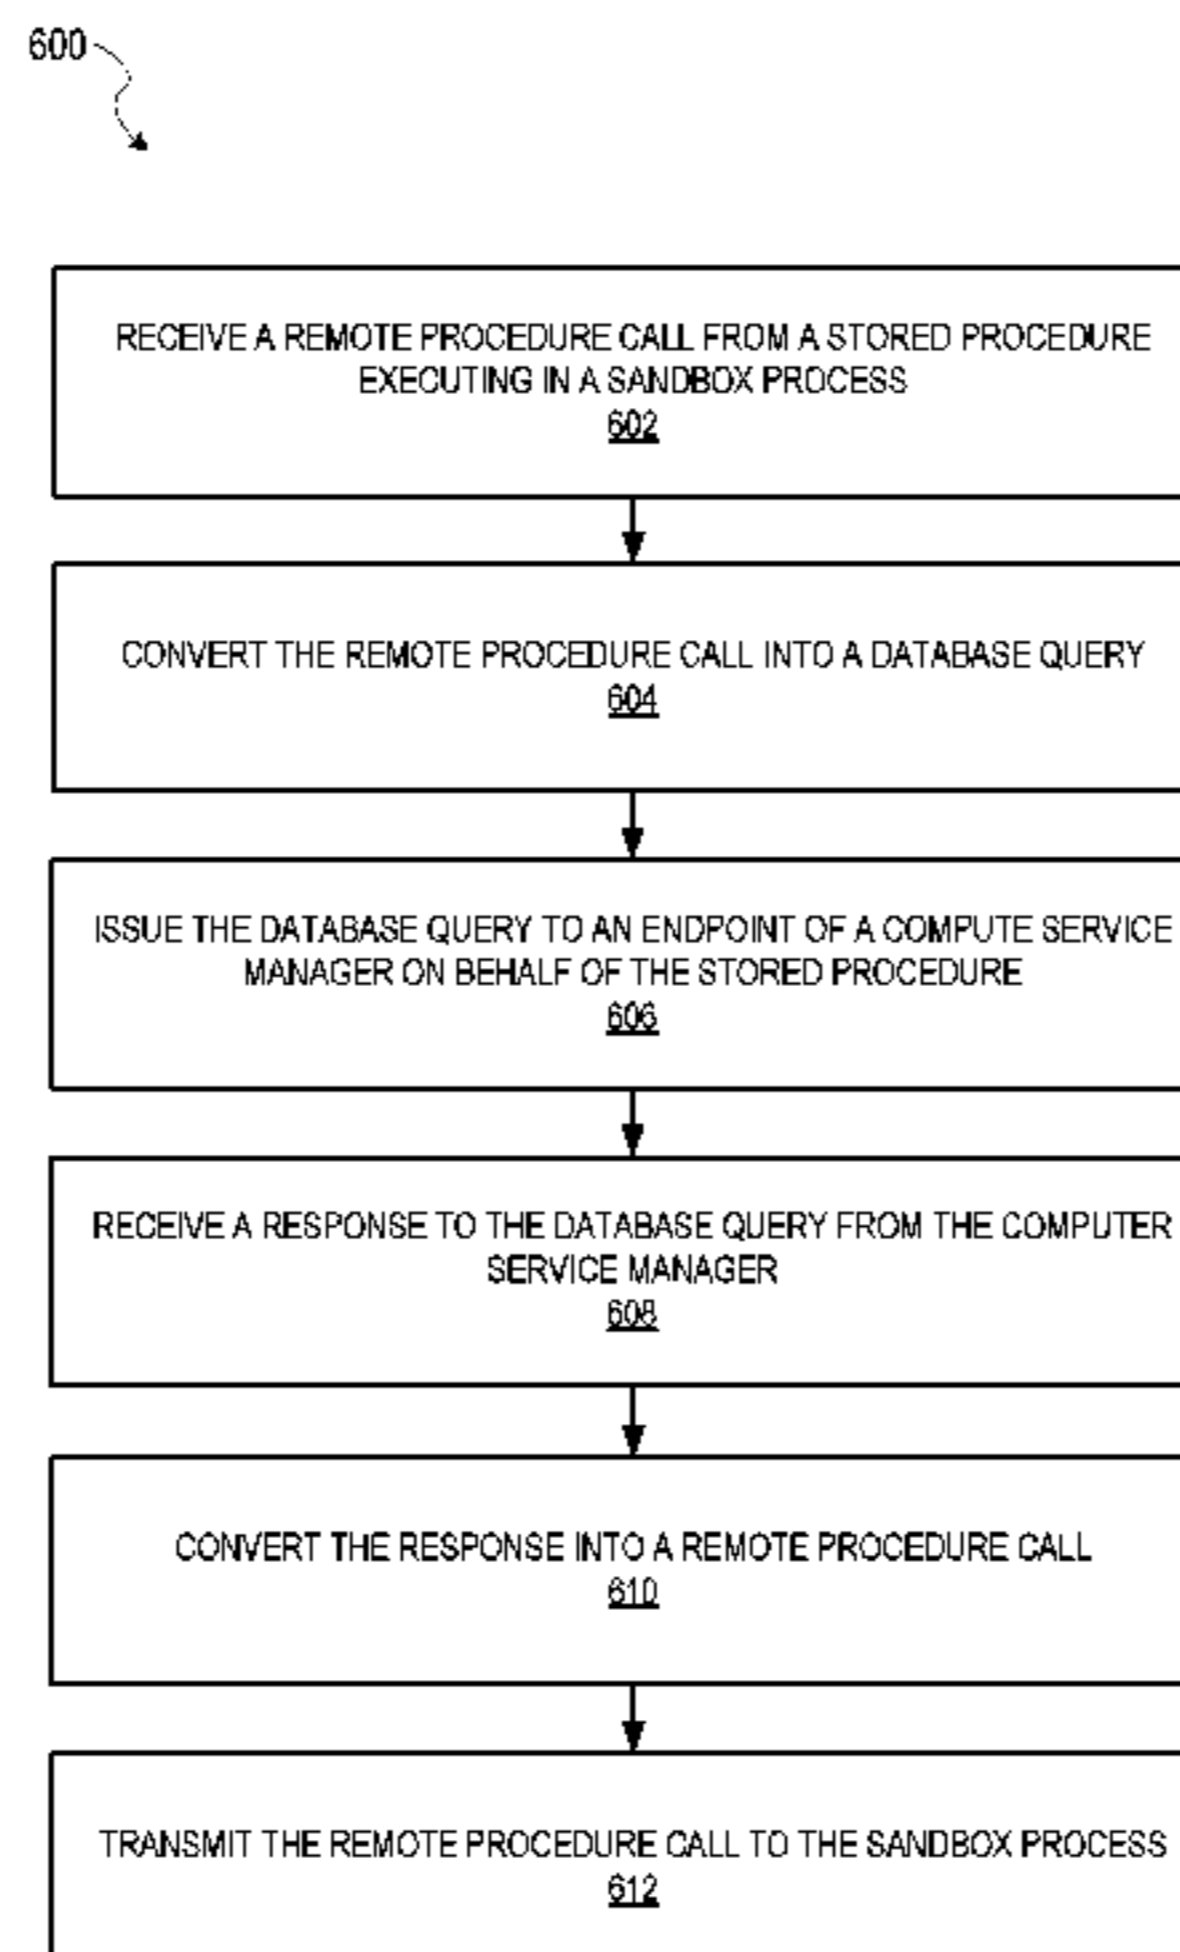 600
RECEIVE A REMOTE PROCEDURE CALL FROM A STORED PROCEDURE
EXECUTING IN A SANDBOX PROCESS
602
CONVERT THE REMOTE PROCEDURE CALL INTO A DATABASE QUERY
604
ISSUE THE DATABASE QUERY TO AN ENDPOINT OF A COMPUTE SERVICE
MANAGER ON BEHALF OF THE STORED PROCEDURE
606
RECEIVE A RESPONSE TO THE DATABASE QUERY FROM THE COMPUTER
SERVICE MANAGER
608
CONVERT THE RESPONSE INTO A REMOTE PROCEDURE CALL
610
TRANSMIT THE REMOTE PROCEDURE CALL TO THE SANDBOX PROCESS
612